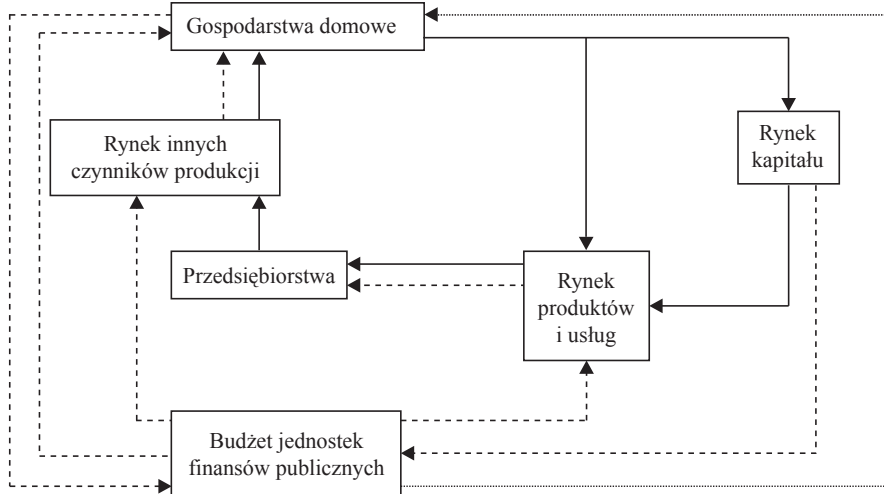 Gospodarstwa domowe
Rynek innych
czynników produkcji
Rynek
kapitału
Przedsiębiorstwa
Rynek
produktów
i usług
Budżet jednostek
finansów publicznych